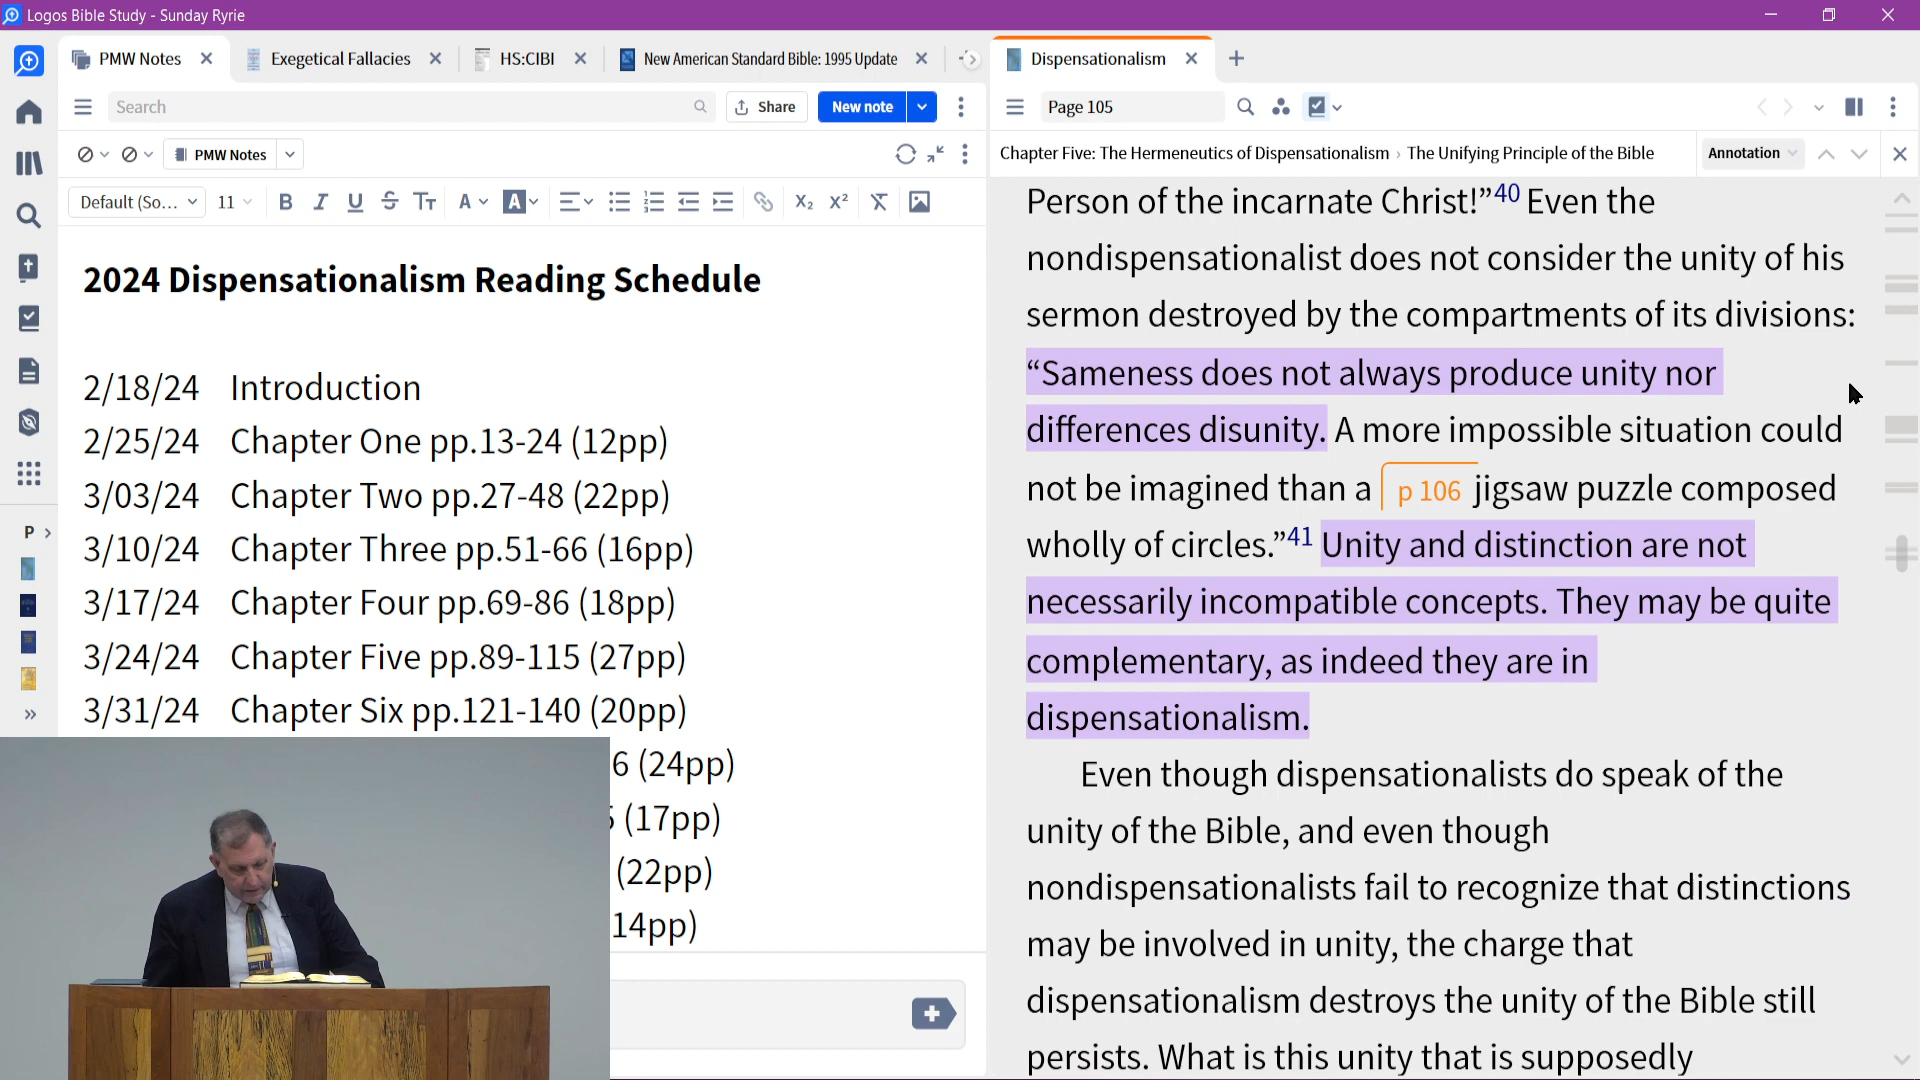 Logos Bible Study - Sunday Ryrie
PMW Notes
Exegetical Fallacies
HS:CIBI
New American Standard Bible: 1995 Update
Search
Share
New note
PMW Notes
Default (So...
11
B I U S Tт A A X₂ X²
P
2024 Dispensationalism Reading Schedule
2/18/24 Introduction
2/25/24 Chapter One pp.13-24 (12pp)
3/03/24 Chapter Two pp.27-48 (22pp)
3/10/24 Chapter Three pp.51-66 (16pp)
3/17/24 Chapter Four pp.69-86 (18pp)
3/24/24 Chapter Five pp.89-115 (27pp)
3/31/24 Chapter Six pp.121-140 (20pp)
6 (24pp)
(17pp)
(22pp)
14pp)
Dispensationalism
Page 105
Chapter Five: The Hermeneutics of Dispensationalism › The Unifying Principle of the Bible
Annotation
Person of the incarnate Christ!”40 Even the
nondispensationalist does not consider the unity of his
sermon destroyed by the compartments of its divisions:
“Sameness does not always produce unity nor
differences disunity. A more impossible situation could
not be imagined than a p 106 jigsaw puzzle composed
wholly of circles.”41 Unity and distinction are not
necessarily incompatible concepts. They may be quite
complementary, as indeed they are in
dispensationalism.
Even though dispensationalists do speak of the
unity of the Bible, and even though
nondispensationalists fail to recognize that distinctions
may be involved in unity, the charge that
dispensationalism destroys the unity of the Bible still
persists. What is this unity that is supposedly